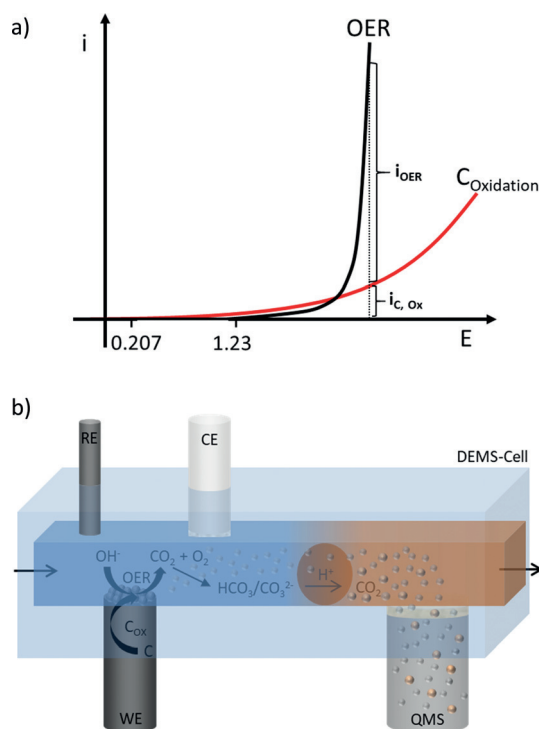 a)
i
OER
i_OER
C_Oxidation
i_C, Ox
0.207
1.23
E
b)
RE
CE
DEMS-Cell
OH⁻
CO₂ + O₂
OER
HCO₃/CO₃²⁻
H⁺
CO₂
C_OX
C
WE
QMS